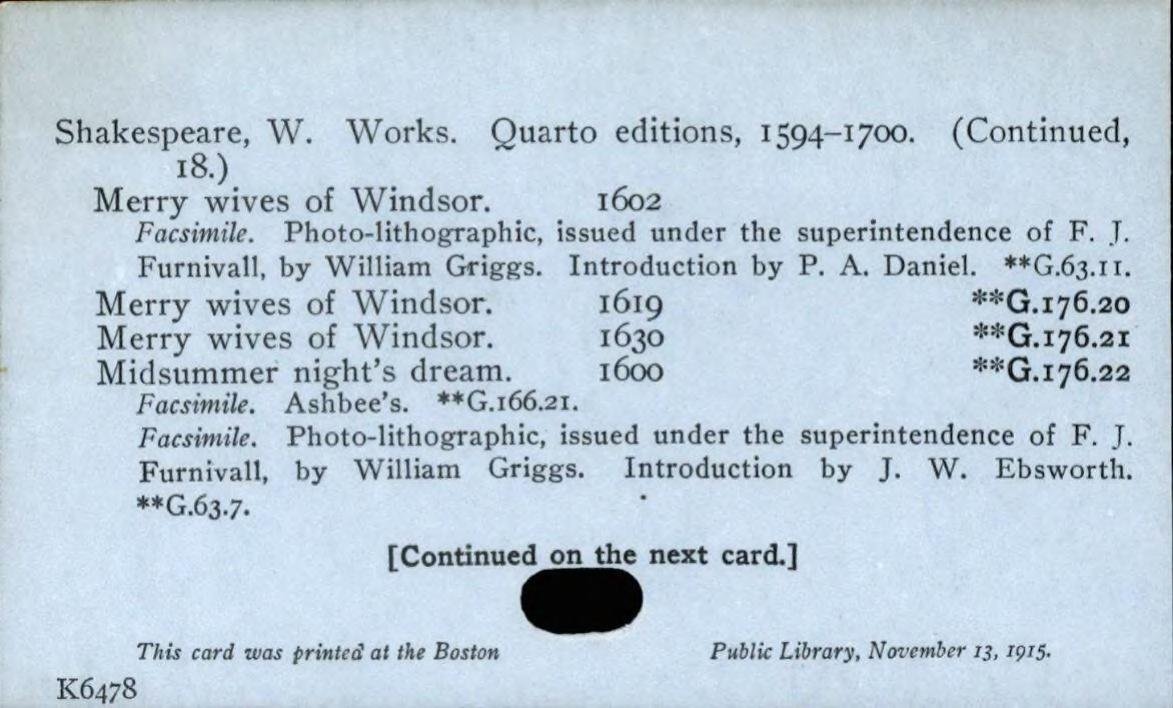 Shakespeare, W. Works. Quarto editions, 1594–1700. (Continued,
18.)
Merry wives of Windsor. 1602
Facsimile. Photo-lithographic, issued under the superintendence of F. J.
Furnivall, by William Griggs. Introduction by P. A. Daniel. **G.63.11.
Merry wives of Windsor. 1619 **G.176.20
Merry wives of Windsor. 1630 **G.176.21
Midsummer night's dream. 1600 **G.176.22
Facsimile. Ashbee's. **G.166.21.
Facsimile. Photo-lithographic, issued under the superintendence of F. J.
Furnivall, by William Griggs. Introduction by J. W. Ebsworth.
**G.63.7.
[Continued on the next card.]
This card was printed at the Boston Public Library, November 13, 1915.
K6478